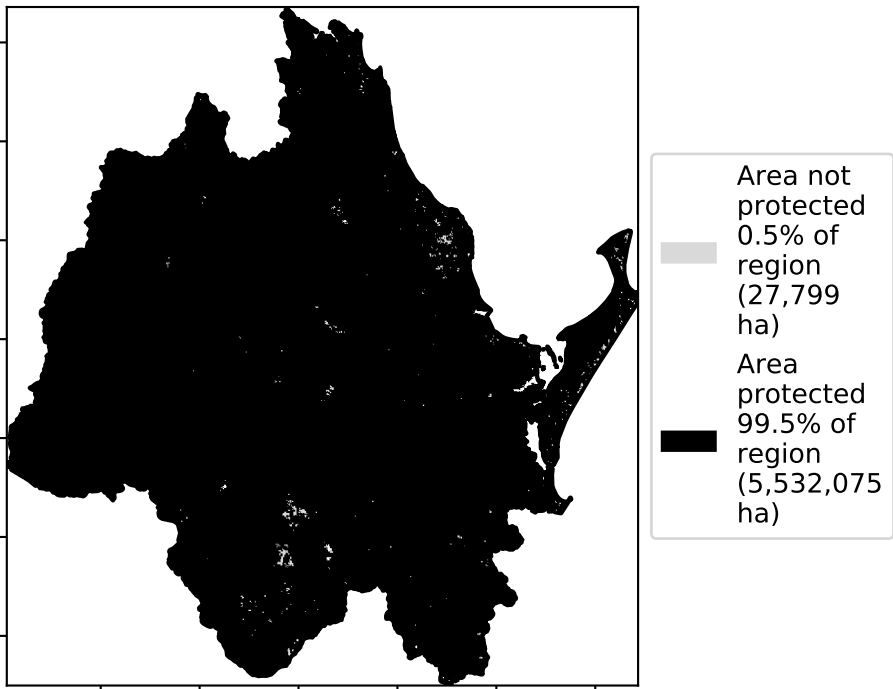 Area not
protected
0.5% of
region
(27,799
ha)
Area
protected
99.5% of
region
(5,532,075
ha)